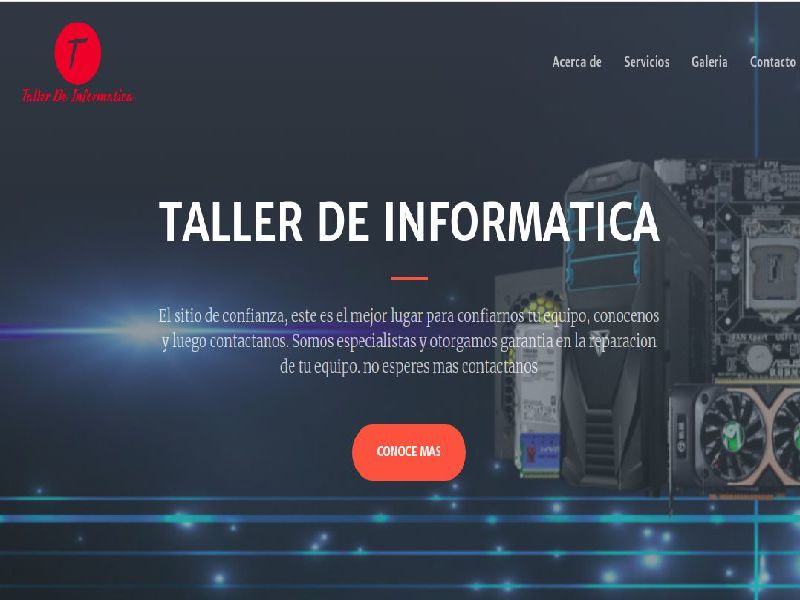 T
Taller De Informatica
Acerca de Servicios Galeria Contacto
TALLER DE INFORMATICA
El sitio de confianza, este es el mejor lugar para confiarnos tu equipo, conocenos
y luego contactanos. Somos especialistas y otorgamos garantia en la reparacion
de tu equipo. no esperes mas contactanos
CONOCE MAS